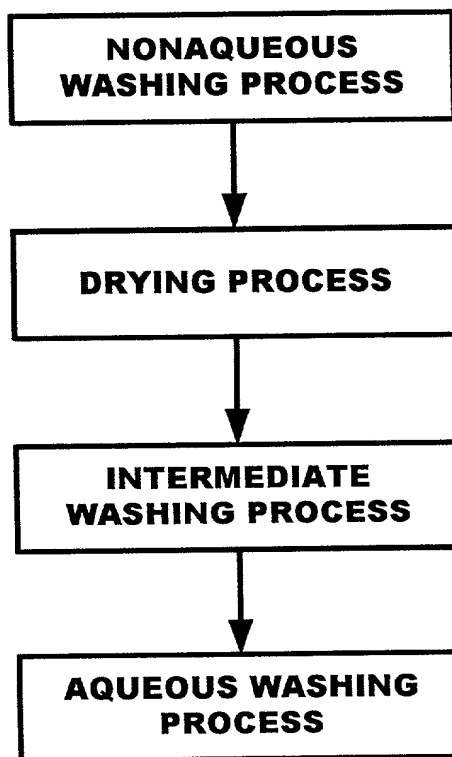 NONAQUEOUS
WASHING PROCESS
DRYING PROCESS
INTERMEDIATE
WASHING PROCESS
AQUEOUS WASHING
PROCESS